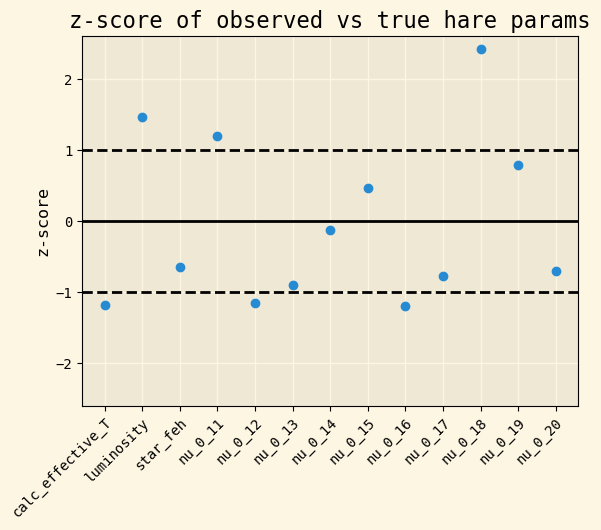 z-score of observed vs true hare params
z-score
2
1
0
−1
−2
calc_effective_T
luminosity
star_feh
nu_0_11
nu_0_12
nu_0_13
nu_0_14
nu_0_15
nu_0_16
nu_0_17
nu_0_18
nu_0_19
nu_0_20